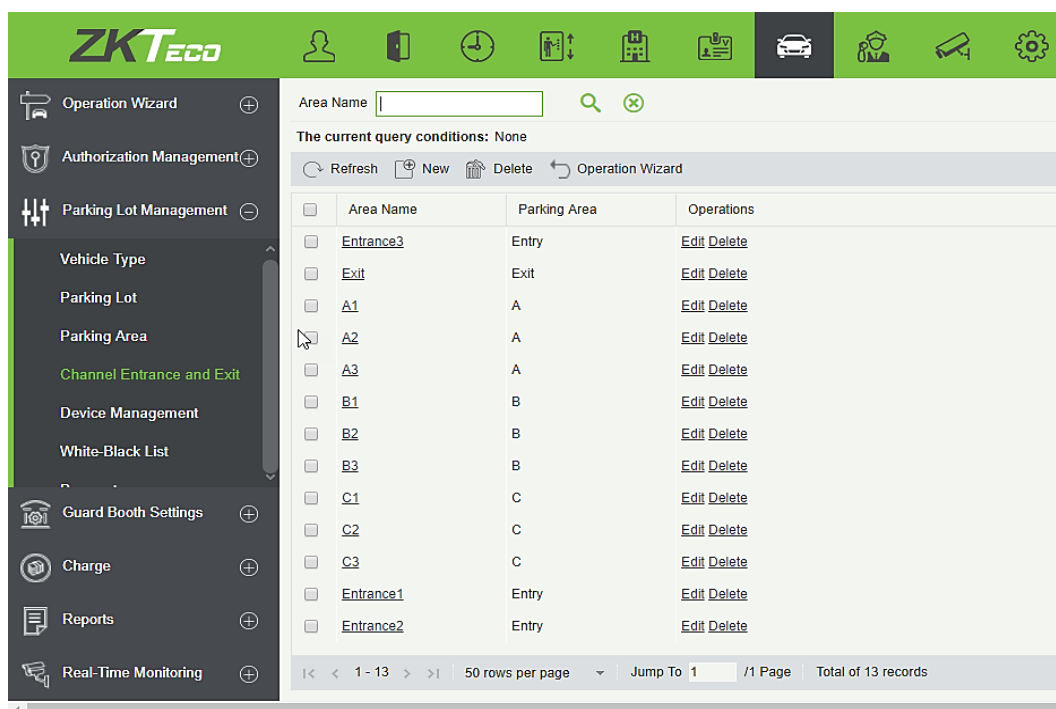 ZKTECO
Operation Wizard
Authorization Management
Parking Lot Management
Vehicle Type
Parking Lot
Parking Area
Channel Entrance and Exit
Device Management
White-Black List
Guard Booth Settings
Charge
Reports
Real-Time Monitoring
Area Name
The current query conditions: None
Refresh New Delete Operation Wizard
Area Name Parking Area Operations
Entrance3 Entry Edit Delete
Exit Exit Edit Delete
A1 A Edit Delete
A2 A Edit Delete
A3 A Edit Delete
B1 B Edit Delete
B2 B Edit Delete
B3 B Edit Delete
C1 C Edit Delete
C2 C Edit Delete
C3 C Edit Delete
Entrance1 Entry Edit Delete
Entrance2 Entry Edit Delete
|< < 1 - 13 > >| 50 rows per page Jump To 1 /1 Page Total of 13 records